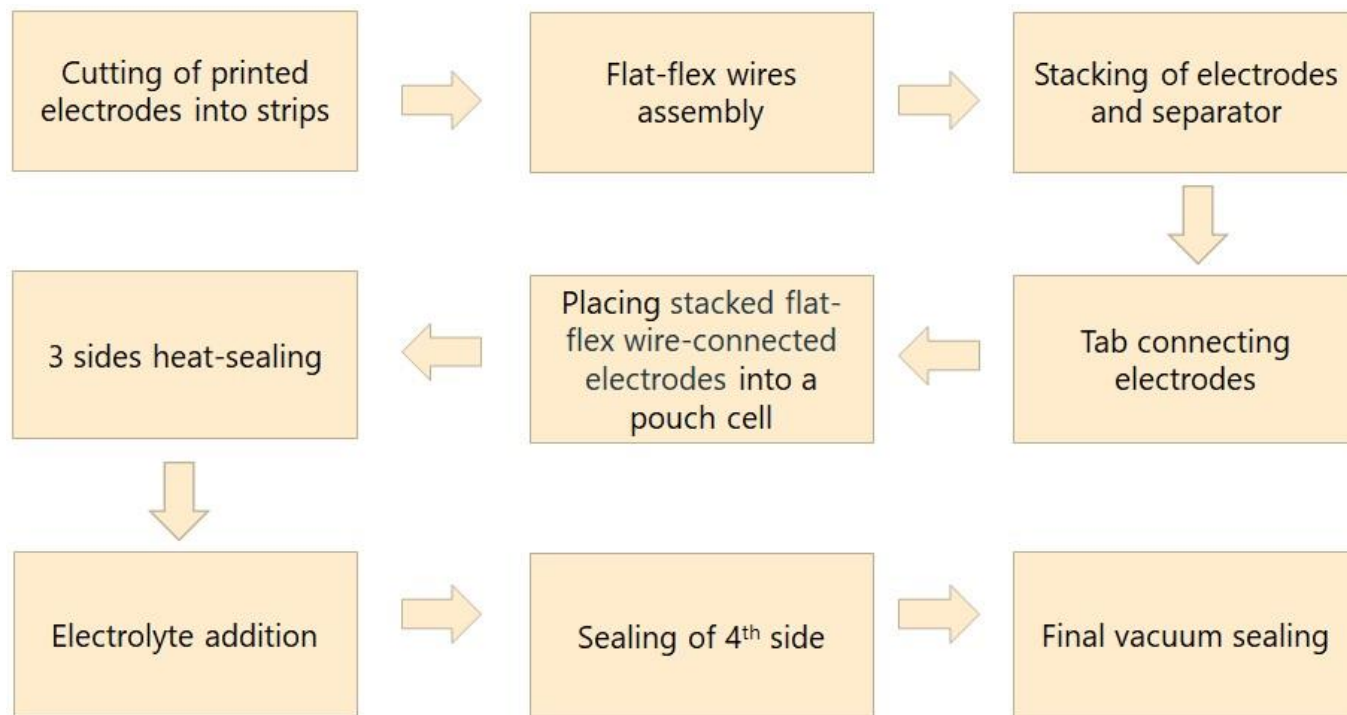 Cutting of printed
electrodes into strips
Flat-flex wires
assembly
Stacking of electrodes
and separator
Tab connecting
electrodes
Placing stacked flat-
flex wire-connected
electrodes into a
pouch cell
3 sides heat-sealing
Electrolyte addition
Sealing of 4th side
Final vacuum sealing